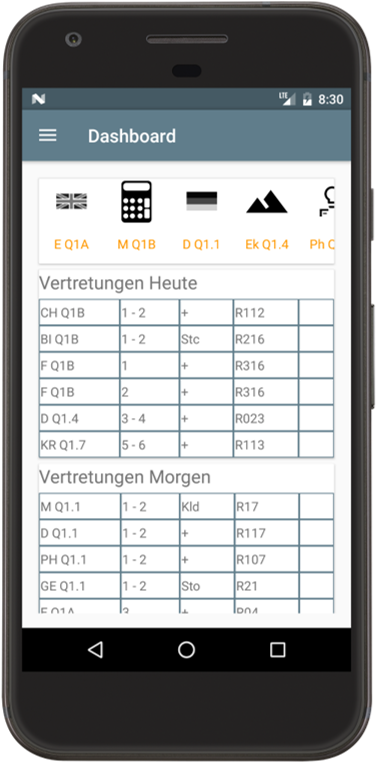 LTE 8:30
Dashboard
E Q1A M Q1B D Q1.1 Ek Q1.4 Ph
Vertretungen Heute
CH Q1B 1 - 2 + R112
BI Q1B 1 - 2 Stc R216
F Q1B 1 + R316
F Q1B 2 + R316
D Q1.4 3 - 4 + R023
KR Q1.7 5 - 6 + R113
Vertretungen Morgen
M Q1.1 1 - 2 Kld R17
D Q1.1 1 - 2 + R117
PH Q1.1 1 - 2 + R107
GE Q1.1 1 - 2 Sto R21
E Q1A 3 + R04